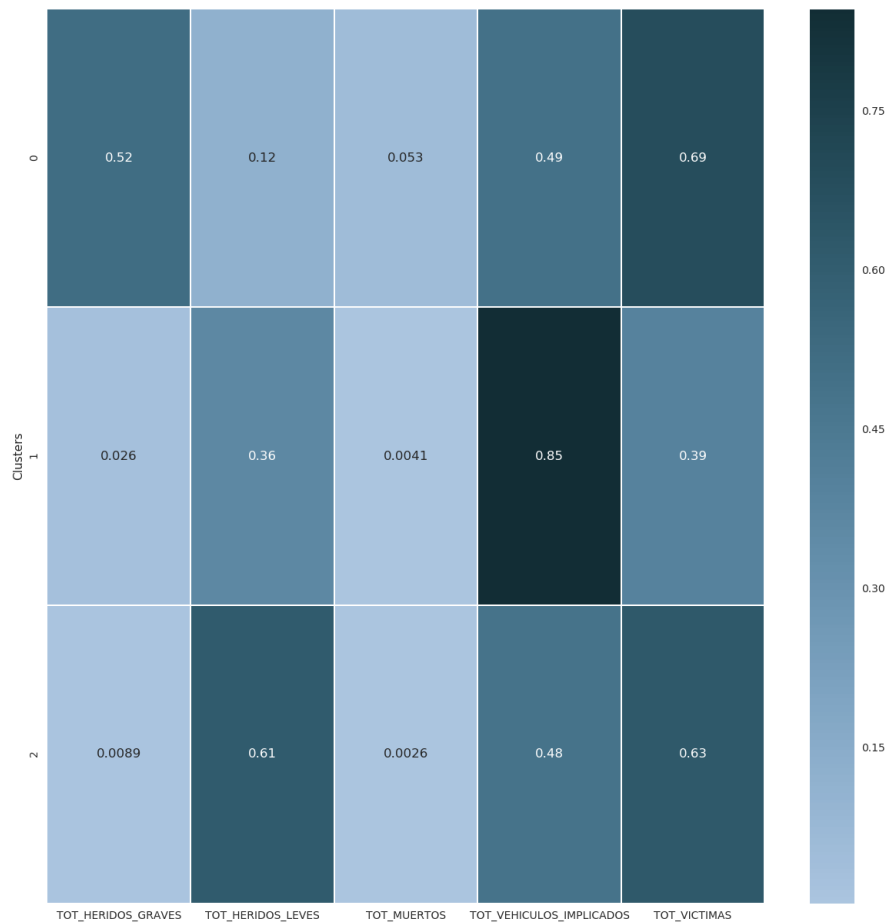 0.75
0.52 0.12 0.053 0.49 0.69
0
0.60
Clusters
0.45
0.026 0.36 0.0041 0.85 0.39
1
0.30
0.0089 0.61 0.0026 0.48 0.63
2
0.15
TOT_HERIDOS_GRAVES TOT_HERIDOS_LEVES TOT_MUERTOS TOT_VEHICULOS_IMPLICADOS TOT_VICTIMAS